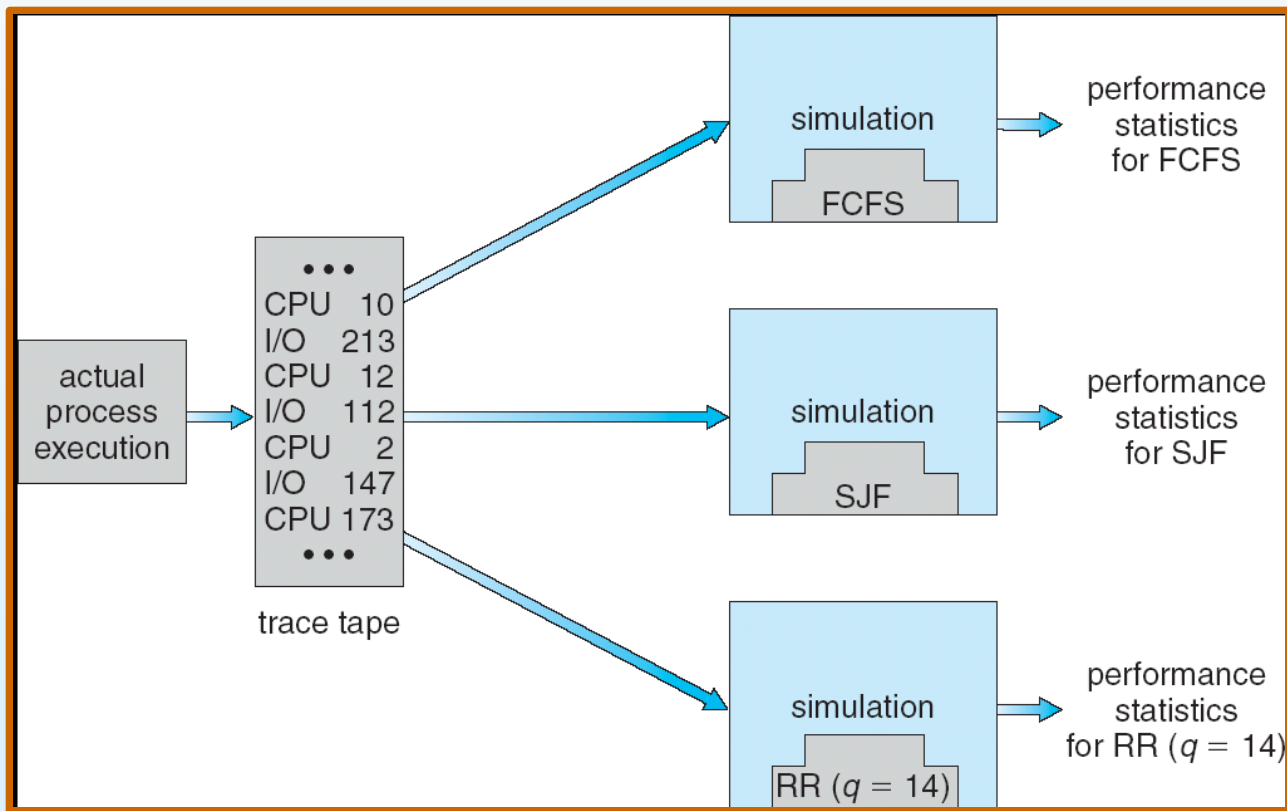 actual
process
execution
• • •
CPU 10
I/O 213
CPU 12
I/O 112
CPU 2
I/O 147
CPU 173
• • •
trace tape
simulation
FCFS
performance
statistics
for FCFS
simulation
SJF
performance
statistics
for SJF
simulation
RR (q = 14)
performance
statistics
for RR (q = 14)